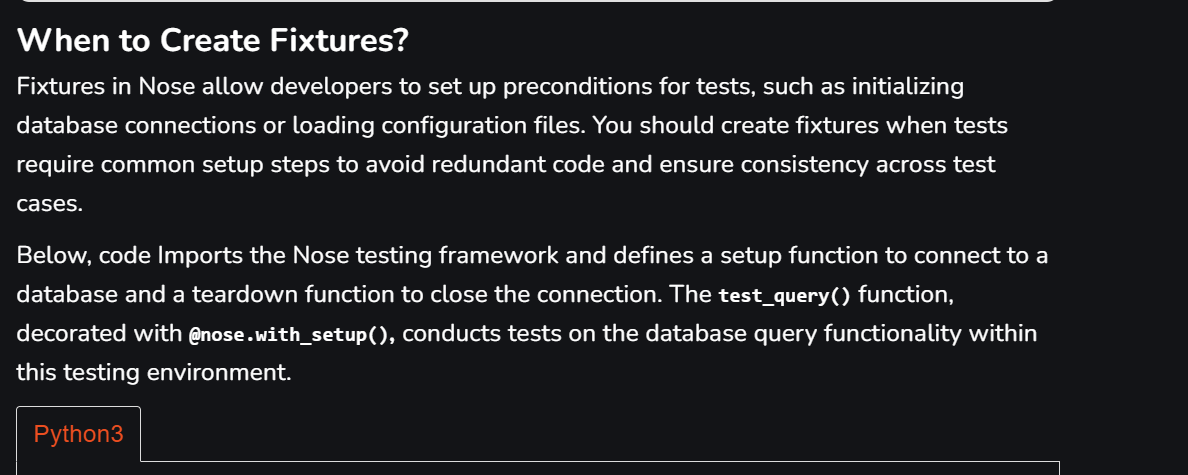 When to Create Fixtures?
Fixtures in Nose allow developers to set up preconditions for tests, such as initializing
database connections or loading configuration files. You should create fixtures when tests
require common setup steps to avoid redundant code and ensure consistency across test
cases.
Below, code Imports the Nose testing framework and defines a setup function to connect to a
database and a teardown function to close the connection. The test_query() function,
decorated with @nose.with_setup(), conducts tests on the database query functionality within
this testing environment.
Python3